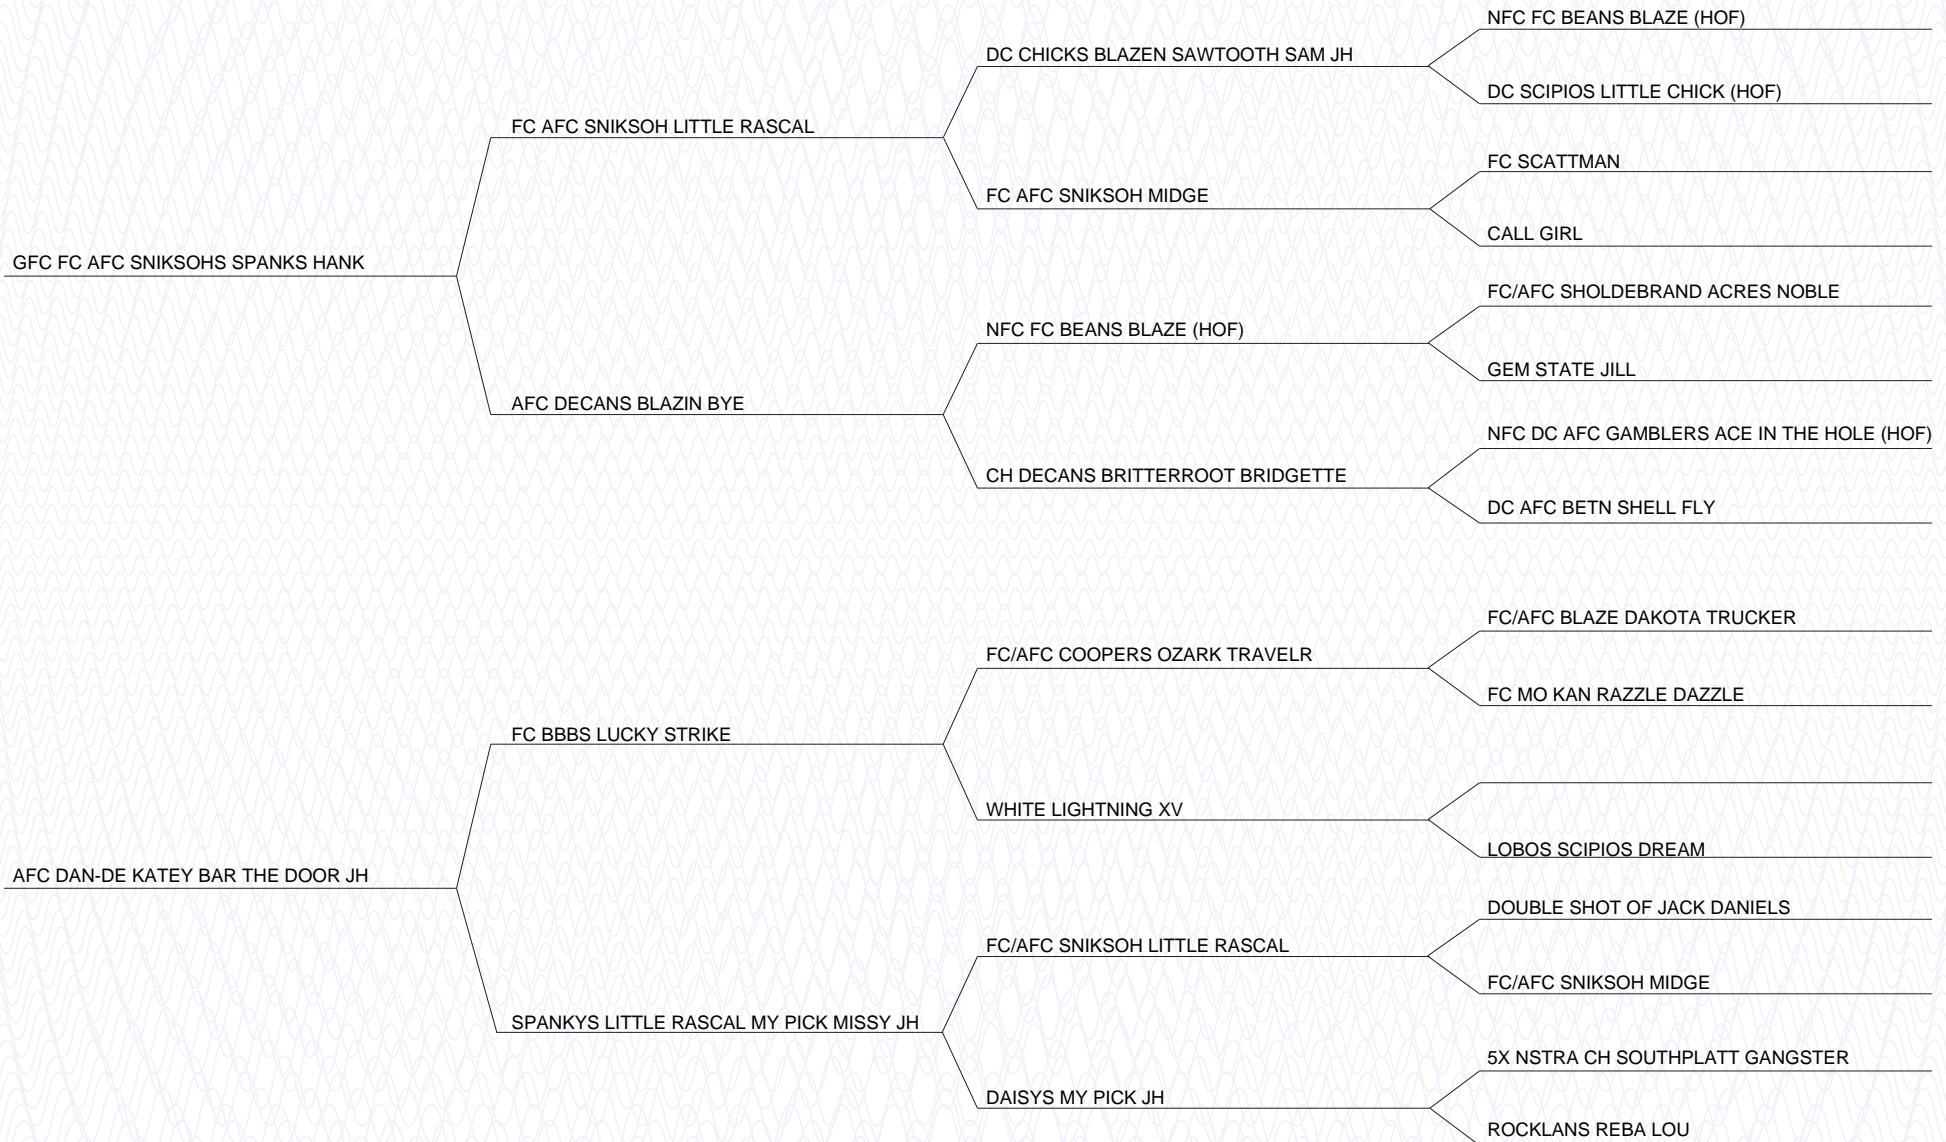 NFC FC BEANS BLAZE (HOF)
DC CHICKS BLAZEN SAWTOOTH SAM JH
DC SCIPIOS LITTLE CHICK (HOF)
FC AFC SNIKSOH LITTLE RASCAL
FC SCATTMAN
FC AFC SNIKSOH MIDGE
CALL GIRL
GFC FC AFC SNIKSOHS SPANKS HANK
FC/AFC SHOLDEBRAND ACRES NOBLE
NFC FC BEANS BLAZE (HOF)
GEM STATE JILL
AFC DECANS BLAZIN BYE
NFC DC AFC GAMBLERS ACE IN THE HOLE (HOF)
CH DECANS BRITTERROOT BRIDGETTE
DC AFC BETN SHELL FLY
FC/AFC BLAZE DAKOTA TRUCKER
FC/AFC COOPERS OZARK TRAVELR
FC MO KAN RAZZLE DAZZLE
FC BBBS LUCKY STRIKE
WHITE LIGHTNING XV
LOBOS SCIPIOS DREAM
AFC DAN-DE KATEY BAR THE DOOR JH
DOUBLE SHOT OF JACK DANIELS
FC/AFC SNIKSOH LITTLE RASCAL
FC/AFC SNIKSOH MIDGE
SPANKYS LITTLE RASCAL MY PICK MISSY JH
5X NSTRA CH SOUTHPLATT GANGSTER
DAISYS MY PICK JH
ROCKLANS REBA LOU